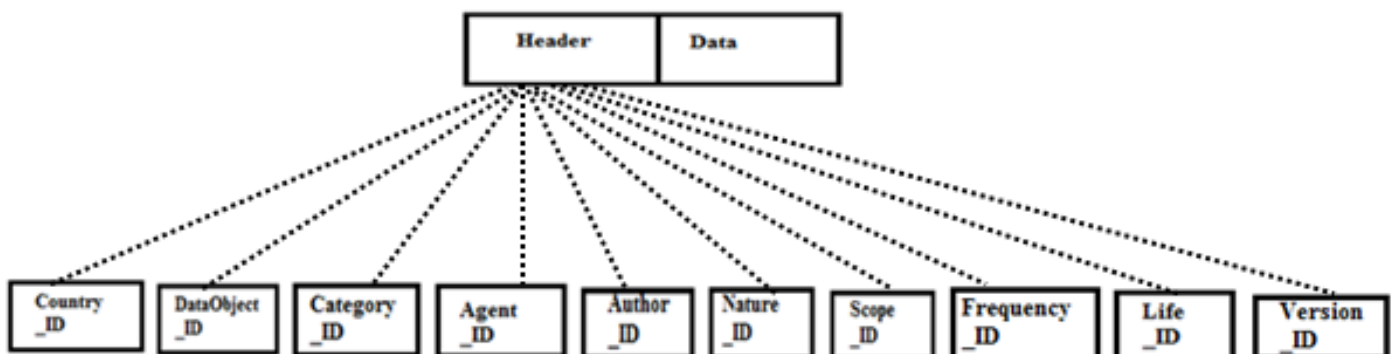 Header
Data
Country
_ID
DataObject
_ID
Category
_ID
Agent
_ID
Author
_ID
Nature
_ID
Scope
_ID
Frequency
_ID
Life
_ID
Version
_ID